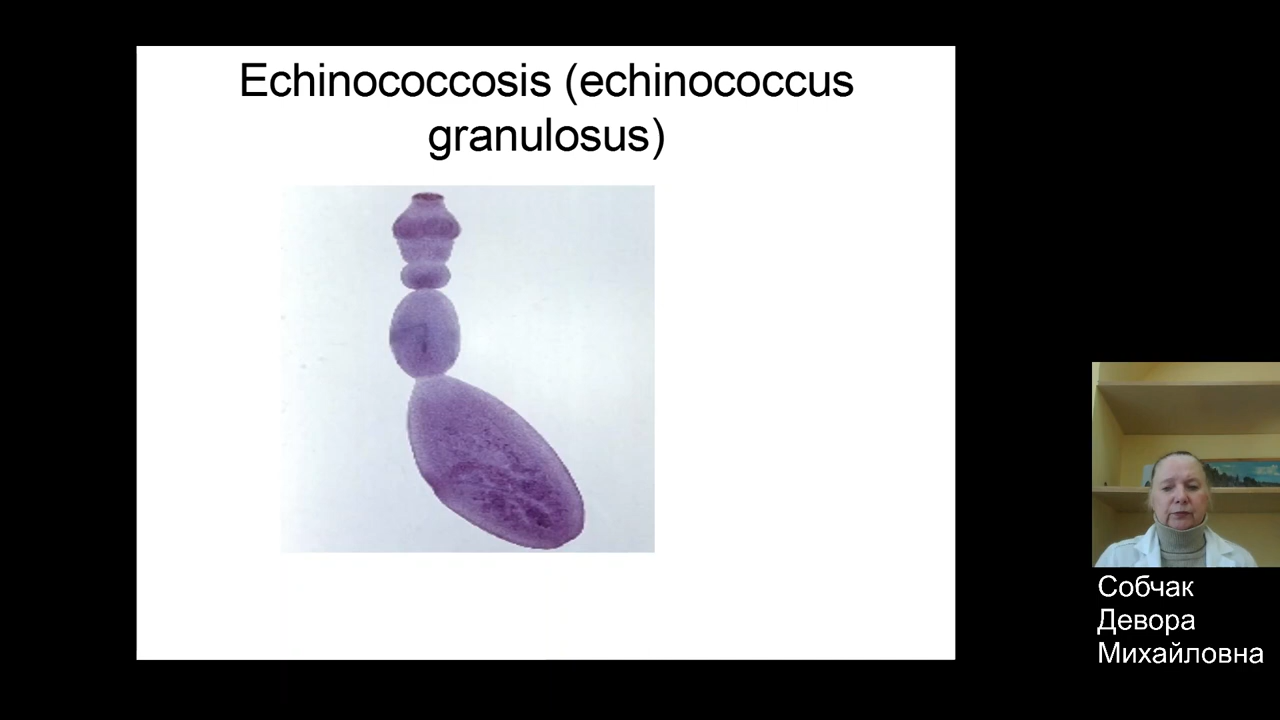 Echinococcosis (echinococcus
granulosus)
Собчак
Девора
Михайловна